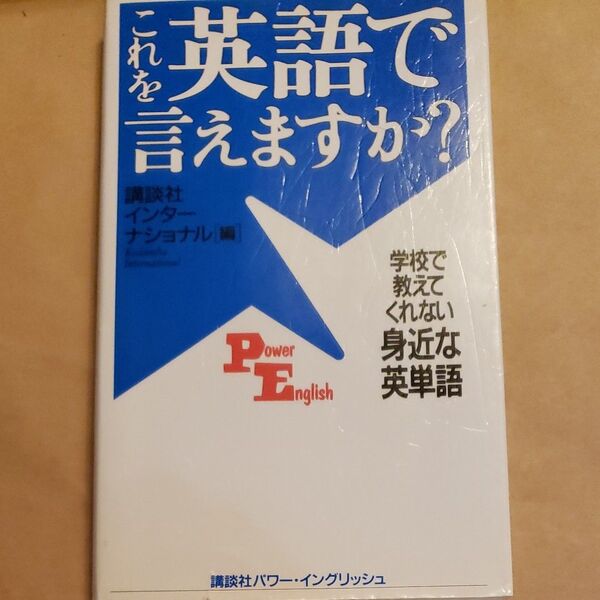 これを英語で
言えますか?
講談社
インター
ナショナル[編]
Kodansha
International
学校で
教えて
くれない
身近な
英単語
Power
English
講談社パワー・イングリッシュ